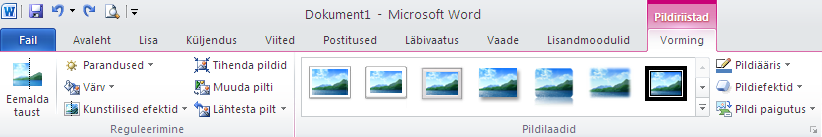 Dokument1 - Microsoft Word
Pildiriistad
Fail Avaleht Lisa Küljendus Viited Postitused Läbivaatus Vaade Lisandmoodulid Vorming
Eemalda taust
Parandused
Värv
Kunstilised efektid
Tihenda pildid
Muuda pilti
Lähtesta pilt
Reguleerimine
Pildilaadid
Pildiääris
Pildiefektid
Pildi paigutus